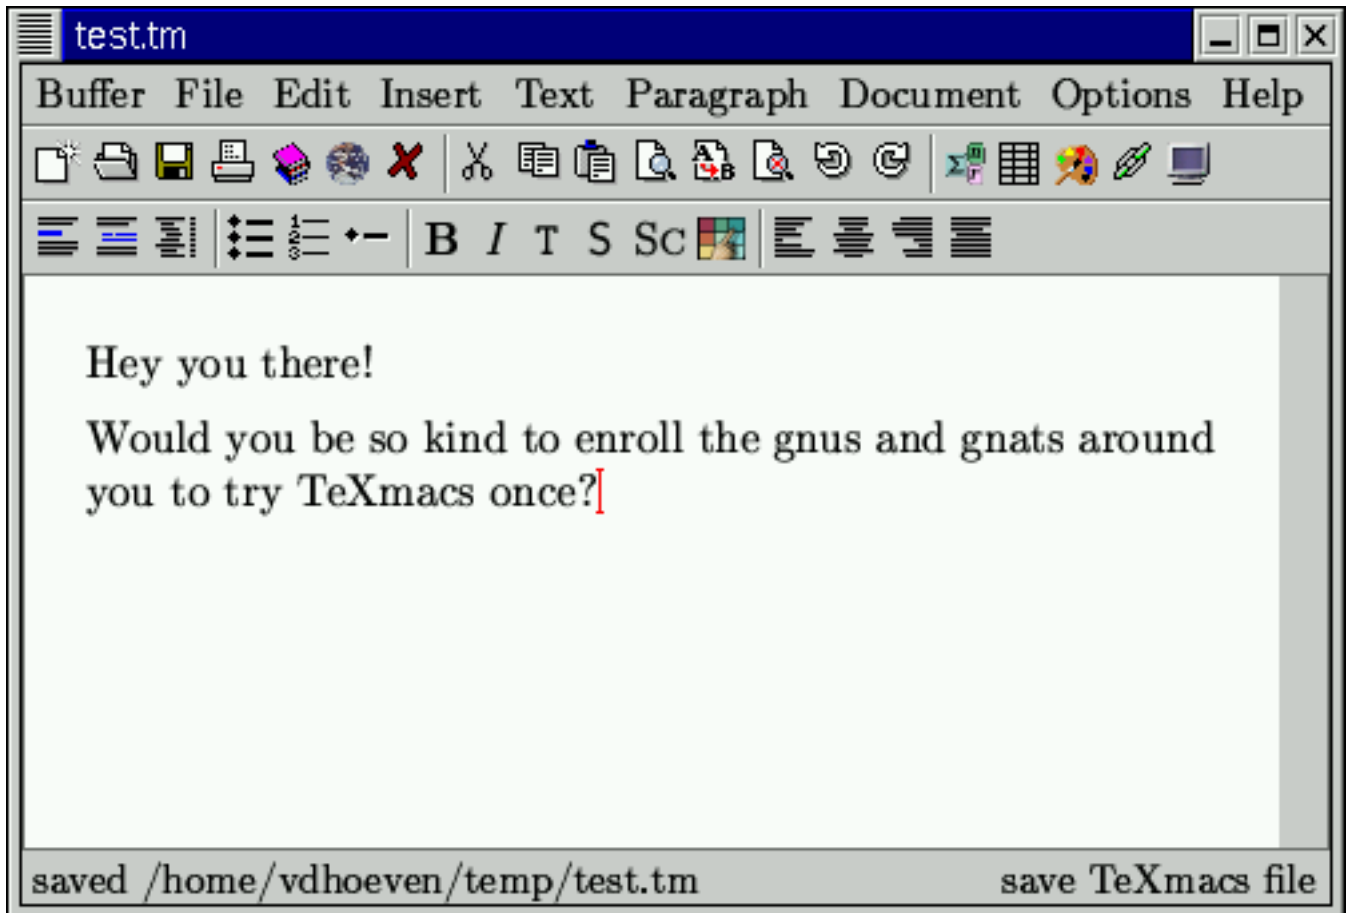 test.tm
Buffer File Edit Insert Text Paragraph Document Options Help
B I T S SC
Hey you there!
Would you be so kind to enroll the gnus and gnats around
you to try TeXmacs once?
saved /home/vdhoeven/temp/test.tm save TeXmacs file